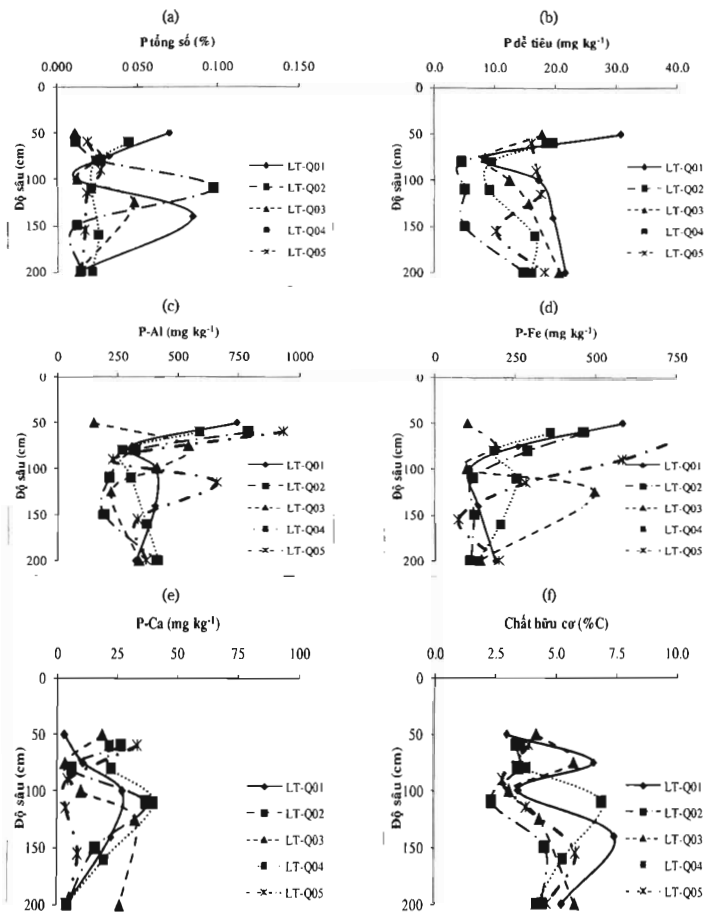 (a)
P tổng số (%)
0.000 0.050 0.100 0.150
0
50
100
150
200
Độ sâu (cm)
LT-Q01
LT-Q02
LT-Q03
LT-Q04
LT-Q05
(b)
P dễ tiêu (mg kg⁻¹)
0.0 10.0 20.0 30.0 40.0
0
50
100
150
200
Độ sâu (cm)
LT-Q01
LT-Q02
LT-Q03
LT-Q04
LT-Q05
(c)
P-Al (mg kg⁻¹)
0 250 500 750 1000
0
50
100
150
200
Độ sâu (cm)
LT-Q01
LT-Q02
LT-Q03
LT-Q04
LT-Q05
(d)
P-Fe (mg kg⁻¹)
0 250 500 750
0
50
100
150
200
Độ sâu (cm)
LT-Q01
LT-Q02
LT-Q03
LT-Q04
LT-Q05
(e)
P-Ca (mg kg⁻¹)
0 25 50 75 100
0
50
100
150
200
Độ sâu (cm)
LT-Q01
LT-Q02
LT-Q03
LT-Q04
LT-Q05
(f)
Chất hữu cơ (%C)
0.0 2.5 5.0 7.5 10.0
0
50
100
150
200
Độ sâu (cm)
LT-Q01
LT-Q02
LT-Q03
LT-Q04
LT-Q05